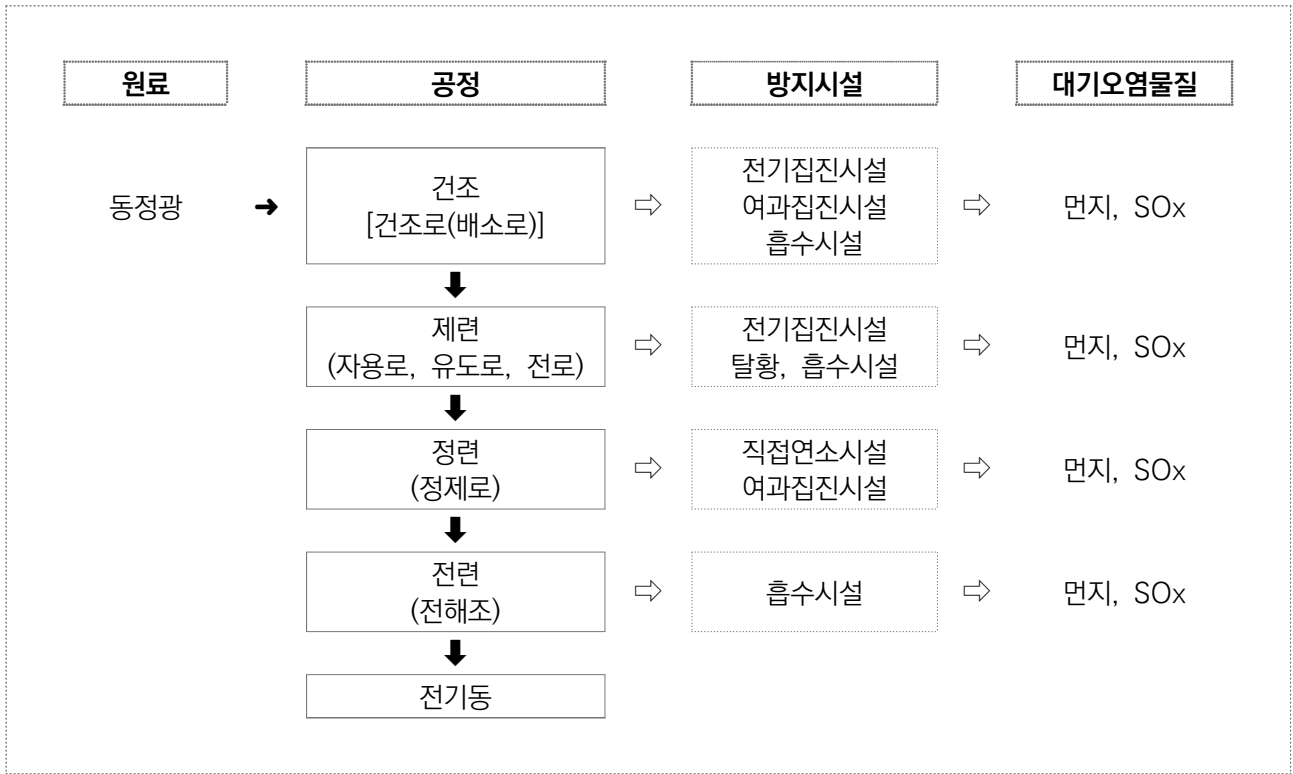 원료 공정 방지시설 대기오염물질
동정광 ➜ 건조 [건조로(배소로)] ⇨ 전기집진시설 여과집진시설 흡수시설 ⇨ 먼지, SOx
제련 (자용로, 유도로, 전로) ⇨ 전기집진시설 탈황, 흡수시설 ⇨ 먼지, SOx
정련 (정제로) ⇨ 직접연소시설 여과집진시설 ⇨ 먼지, SOx
전련 (전해조) ⇨ 흡수시설 ⇨ 먼지, SOx
전기동